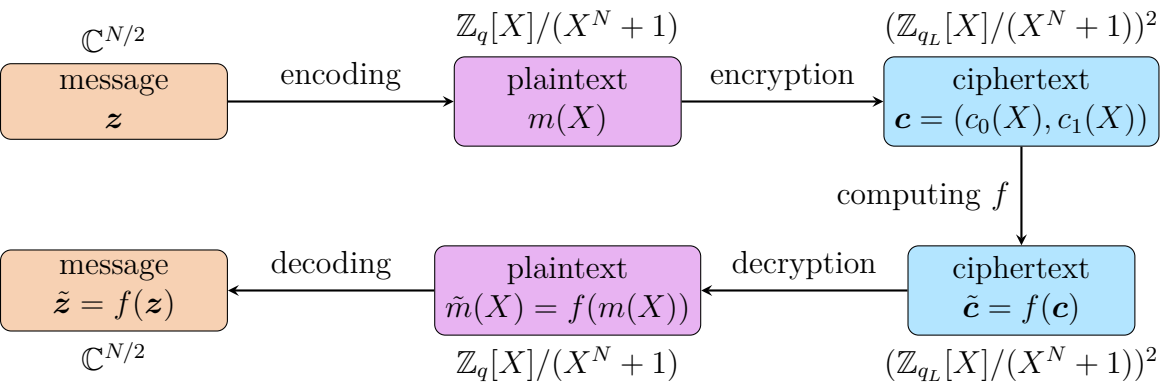 ℂ^{N/2}
message
𝒛
encoding
ℤ_q[X]/(X^N + 1)
plaintext
m(X)
encryption
(ℤ_{q_L}[X]/(X^N + 1))^2
ciphertext
𝒄 = (c_0(X), c_1(X))
computing f
message
𝒛̃ = f(𝒛)
ℂ^{N/2}
decoding
plaintext
m̃(X) = f(m(X))
ℤ_q[X]/(X^N + 1)
decryption
ciphertext
𝒄̃ = f(𝒄)
(ℤ_{q_L}[X]/(X^N + 1))^2